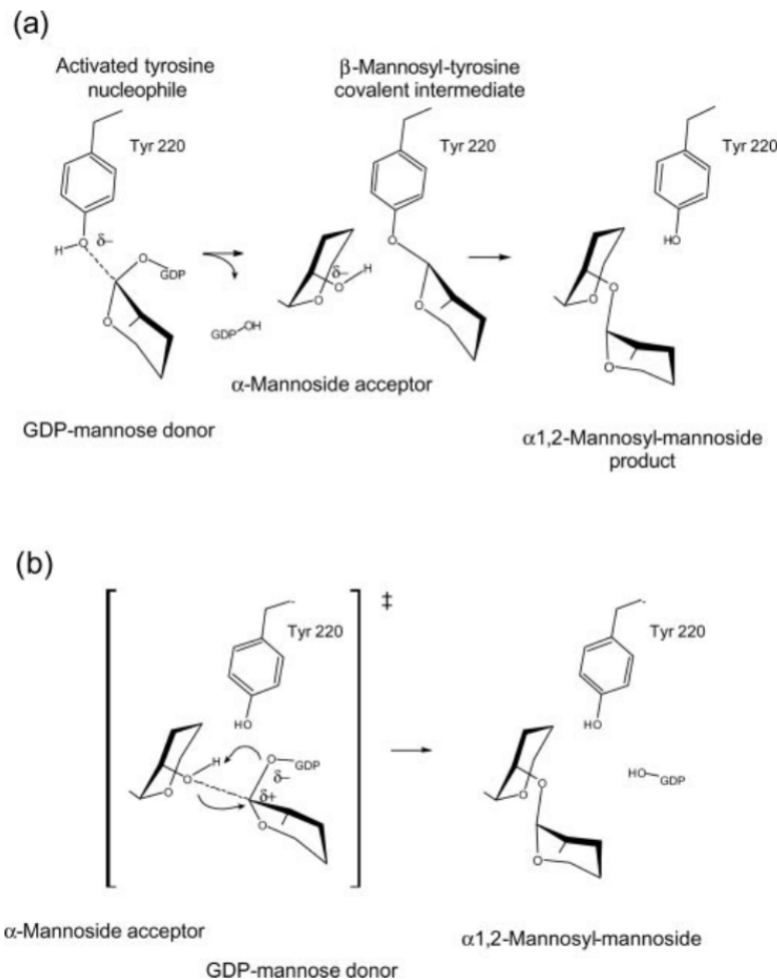 (a)
Activated tyrosine
nucleophile
β-Mannosyl-tyrosine
covalent intermediate
Tyr 220
Tyr 220
Tyr 220
H O δ–
O
GDP
O
GDP OH
δ–
O H
O
O
O
HO
O
O
O
α-Mannoside acceptor
GDP-mannose donor
α1,2-Mannosyl-mannoside
product
(b)
‡
Tyr 220
Tyr 220
HO
HO
H
O
O
O GDP
δ–
δ+
O
O
O
O
HO GDP
α-Mannoside acceptor
α1,2-Mannosyl-mannoside
GDP-mannose donor